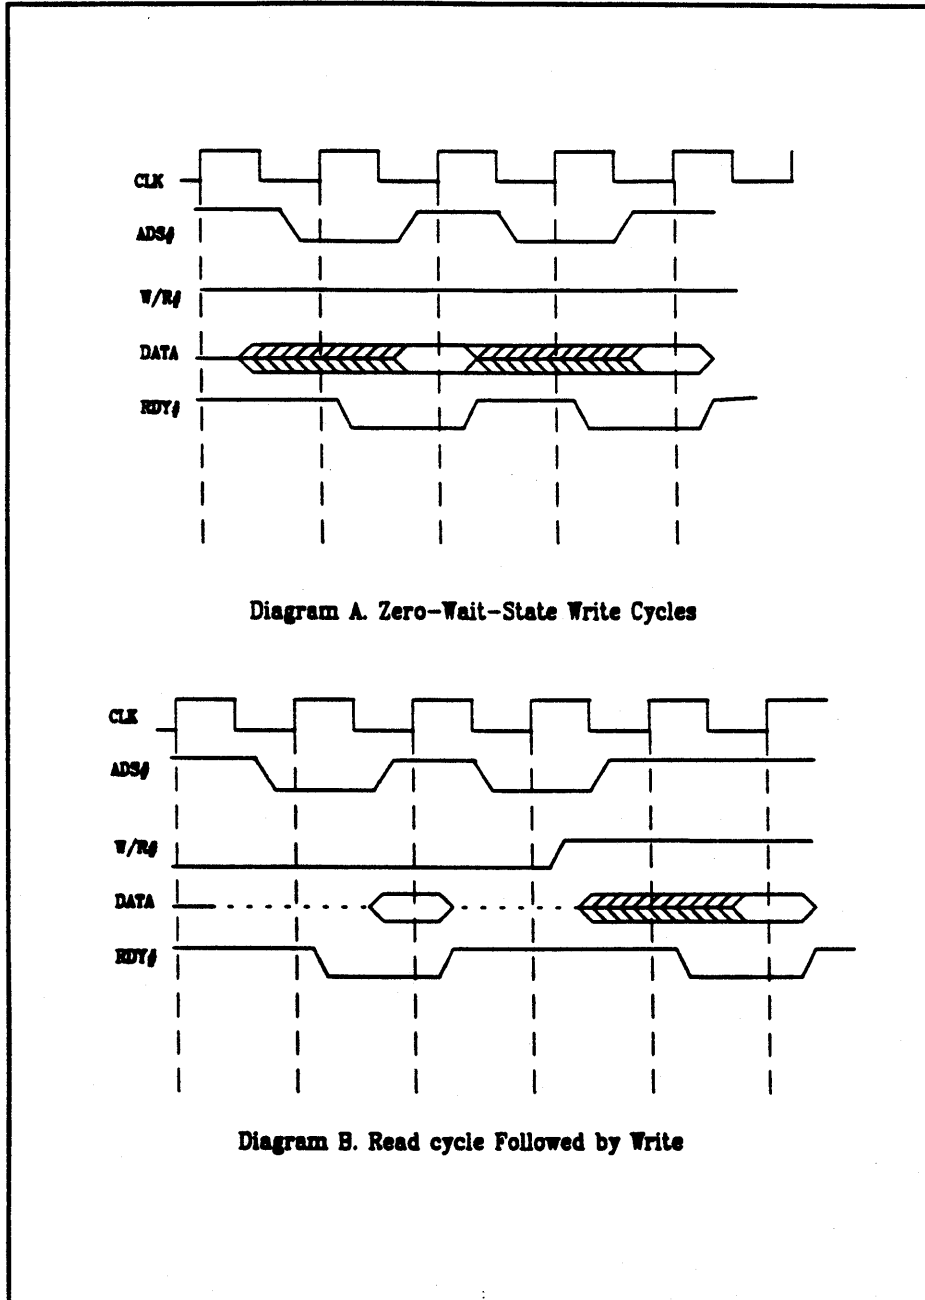 CLK
ADS#
W/R#
DATA
RDY#
Diagram A. Zero-Wait-State Write Cycles
CLK
ADS#
W/R#
DATA
RDY#
Diagram B. Read cycle Followed by Write